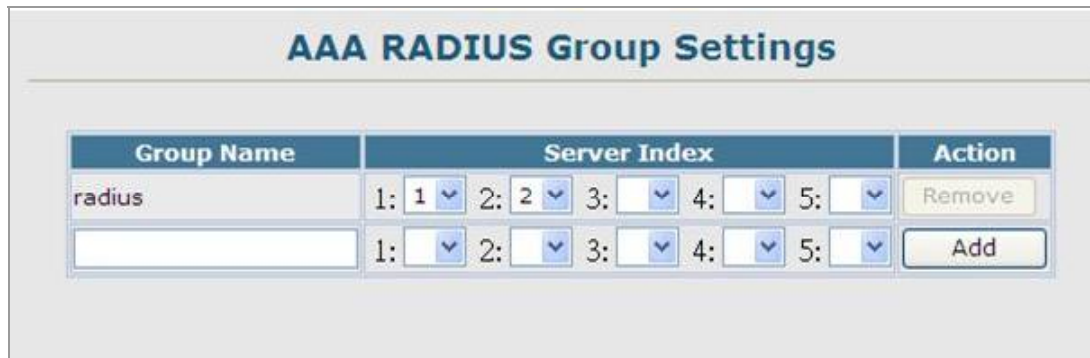 AAA RADIUS Group Settings
Group Name Server Index Action
radius 1: 1 2: 2 3: 4: 5: Remove
1: 2: 3: 4: 5: Add